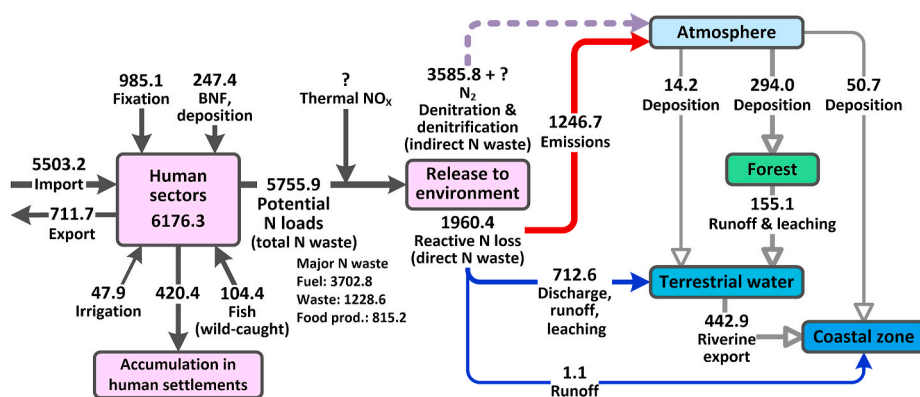 985.1
Fixation
247.4
BNF,
deposition
5503.2
Import
711.7
Export
Human
sectors
6176.3
47.9
Irrigation
420.4
104.4
Fish
(wild-caught)
Accumulation in
human settlements
?
Thermal NOX
5755.9
Potential
N loads
(total N waste)
Major N waste
Fuel: 3702.8
Waste: 1228.6
Food prod.: 815.2
3585.8 + ?
N2
Denitration &
denitrification
(indirect N waste)
Release to
environment
1960.4
Reactive N loss
(direct N waste)
1246.7
Emissions
712.6
Discharge,
runoff,
leaching
1.1
Runoff
Atmosphere
14.2
Deposition
294.0
Deposition
50.7
Deposition
Forest
155.1
Runoff & leaching
Terrestrial water
442.9
Riverine
export
Coastal zone